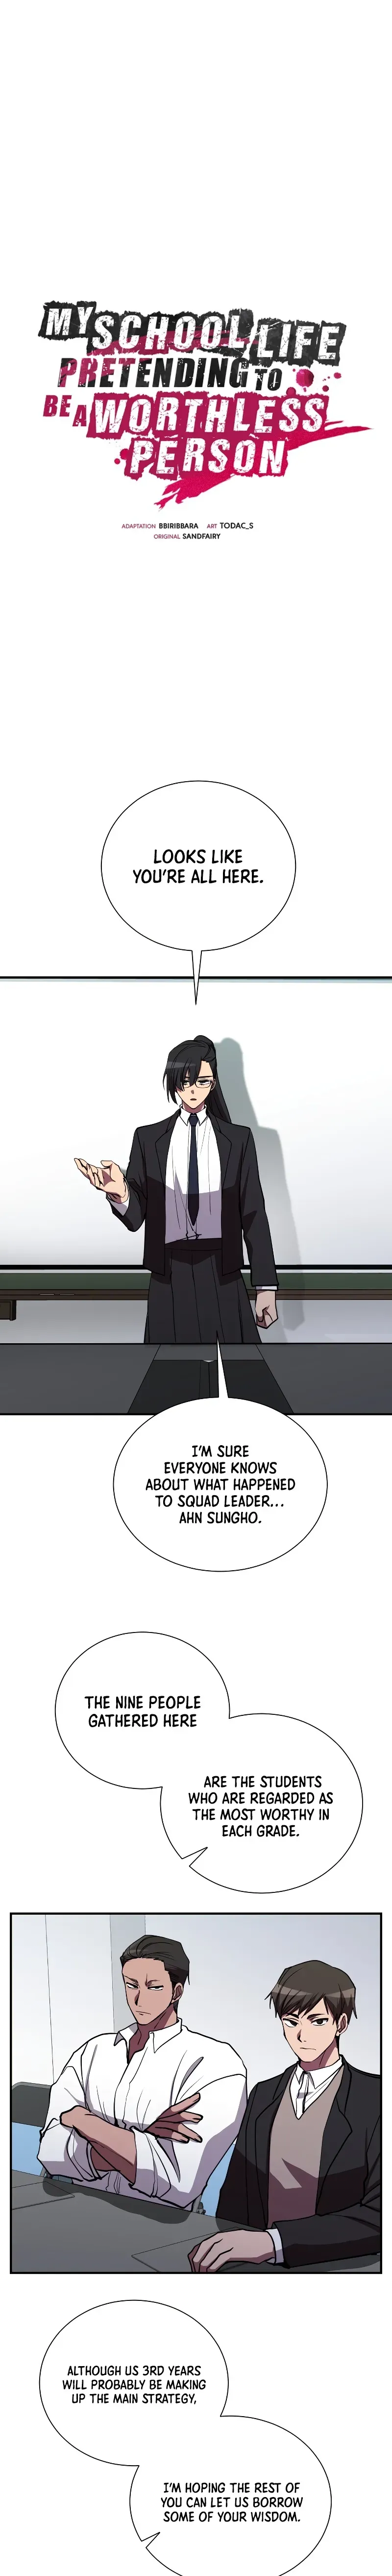 MY SCHOOL LIFE
PRETENDING TO
BE A WORTHLESS
PERSON
ADAPTATION BBIRIBBARA ART TODAC_S
ORIGINAL SANDFAIRY
LOOKS LIKE
YOU'RE ALL HERE.
I'M SURE
EVERYONE KNOWS
ABOUT WHAT HAPPENED
TO SQUAD LEADER...
AHN SUNGHO.
THE NINE PEOPLE
GATHERED HERE
ARE THE STUDENTS
WHO ARE REGARDED AS
THE MOST WORTHY IN
EACH GRADE.
ALTHOUGH US 3RD YEARS
WILL PROBABLY BE MAKING
UP THE MAIN STRATEGY,
I'M HOPING THE REST OF
YOU CAN LET US BORROW
SOME OF YOUR WISDOM.